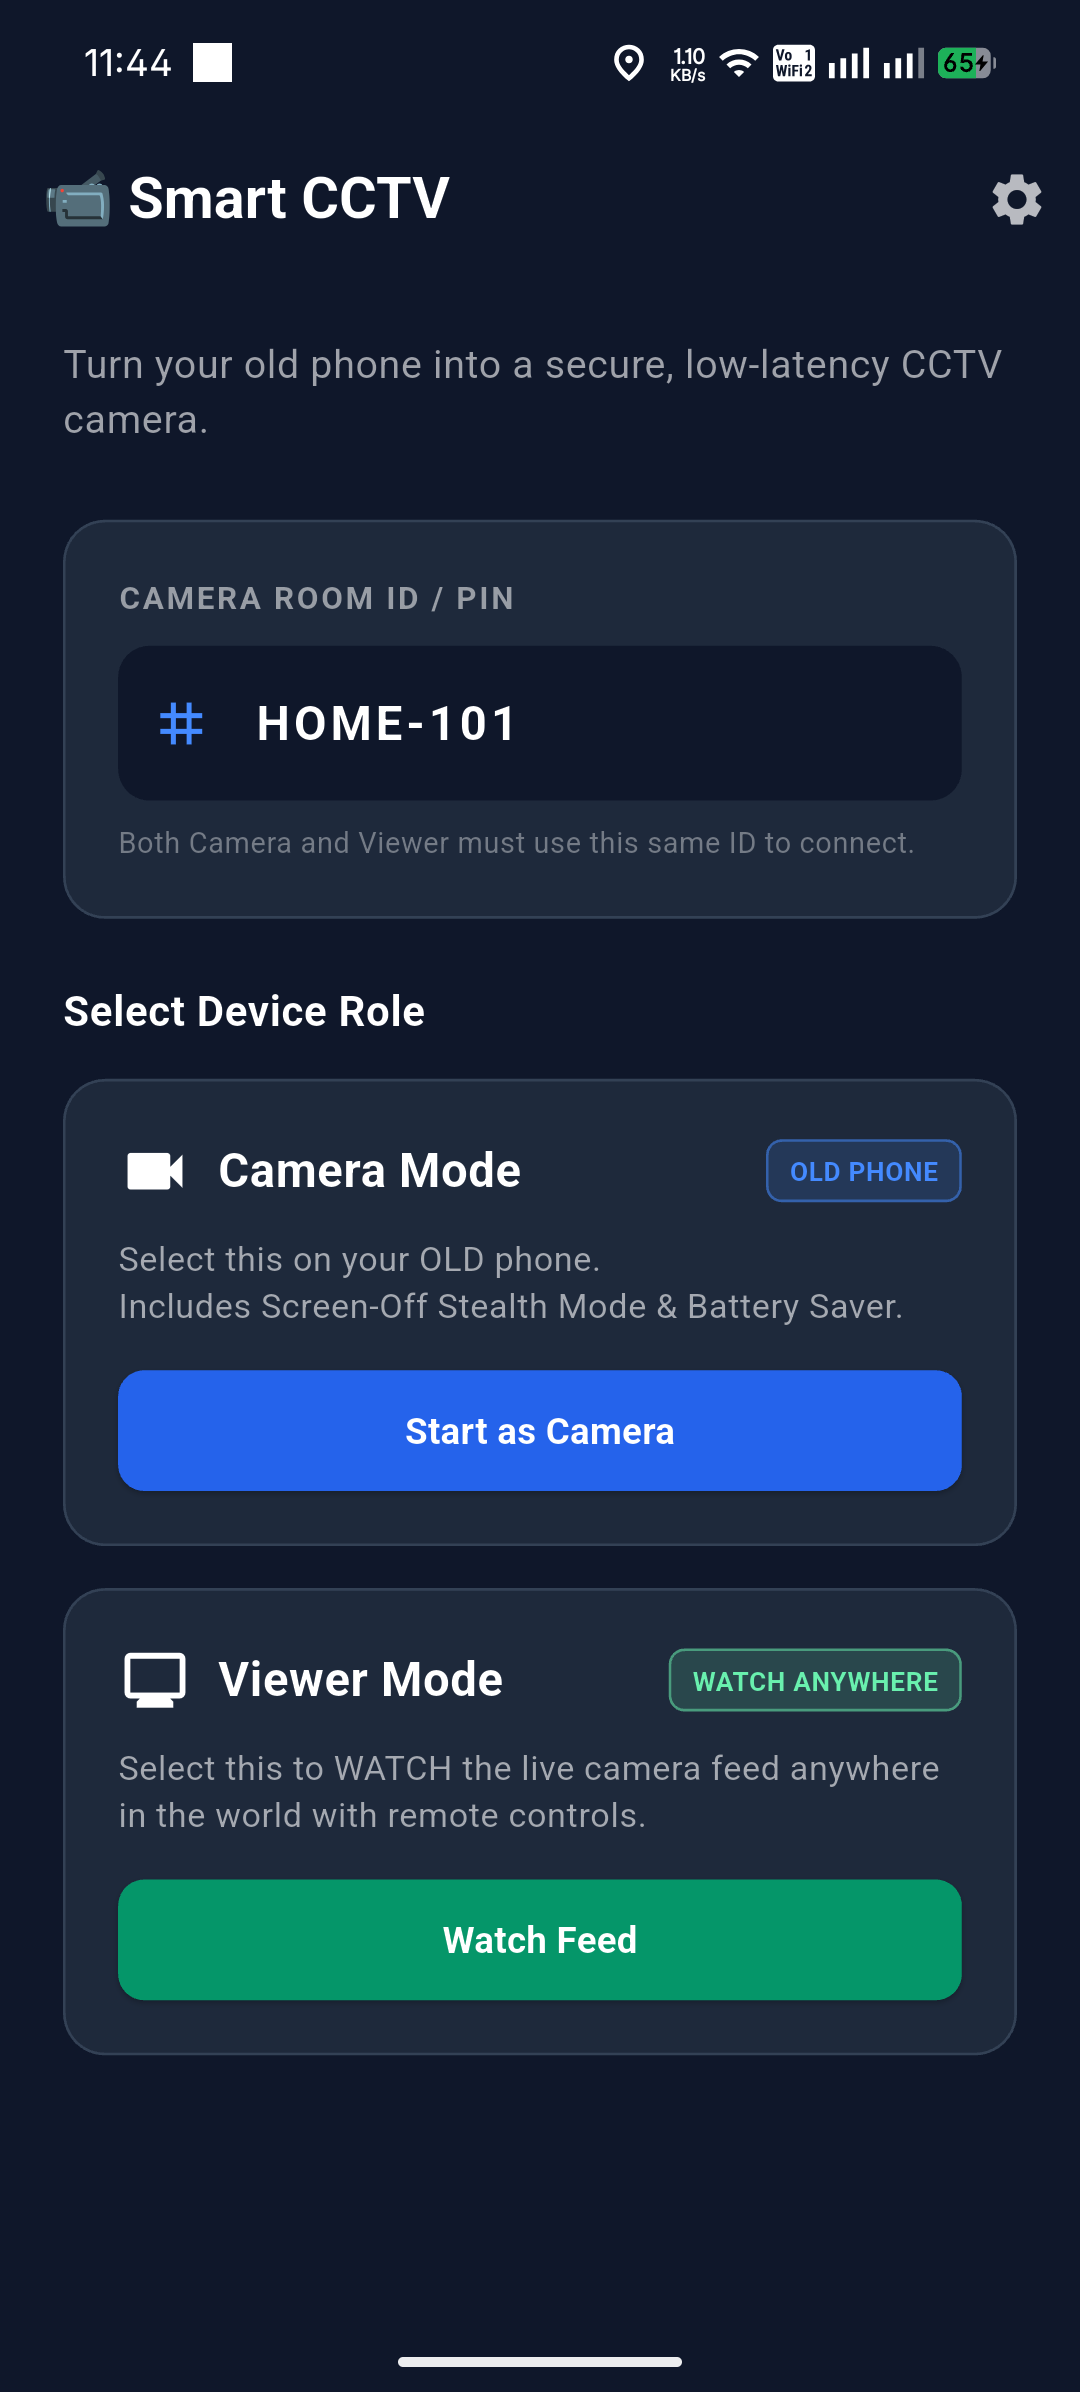 11:44
1.10
KB/s
Vo 1
WiFi 2
65
Smart CCTV
Turn your old phone into a secure, low-latency CCTV
camera.
CAMERA ROOM ID / PIN
# HOME-101
Both Camera and Viewer must use this same ID to connect.
Select Device Role
Camera Mode
OLD PHONE
Select this on your OLD phone.
Includes Screen-Off Stealth Mode & Battery Saver.
Start as Camera
Viewer Mode
WATCH ANYWHERE
Select this to WATCH the live camera feed anywhere
in the world with remote controls.
Watch Feed